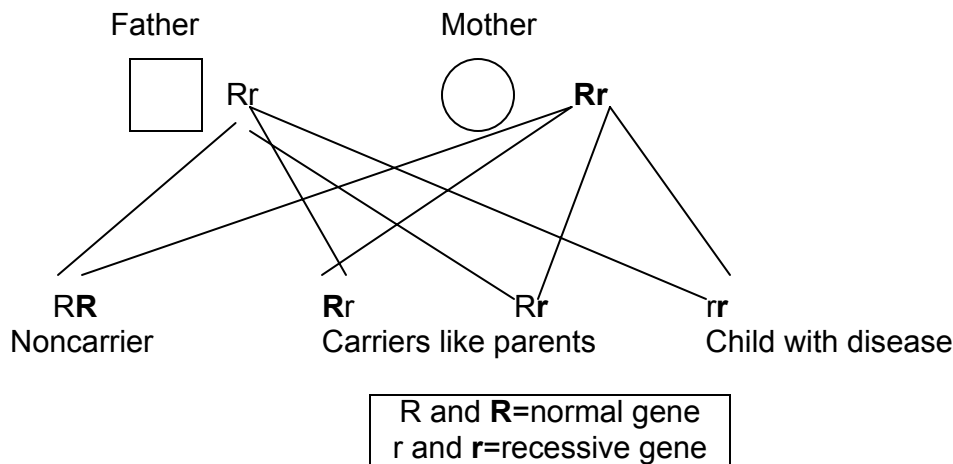 Father Mother
Rr Rr
RR Rr Rr rr
Noncarrier Carriers like parents Child with disease
R and R=normal gene
r and r=recessive gene